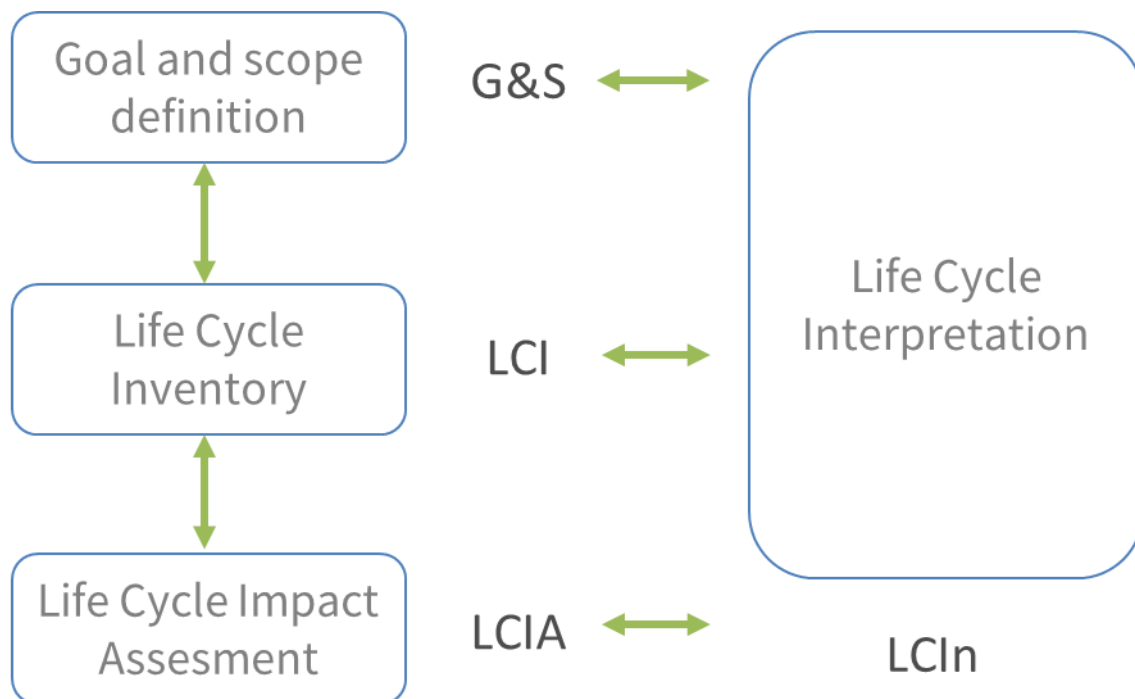 Goal and scope
definition
G&S
Life Cycle
Inventory
LCI
Life Cycle
Interpretation
Life Cycle Impact
Assesment
LCIA
LCIn